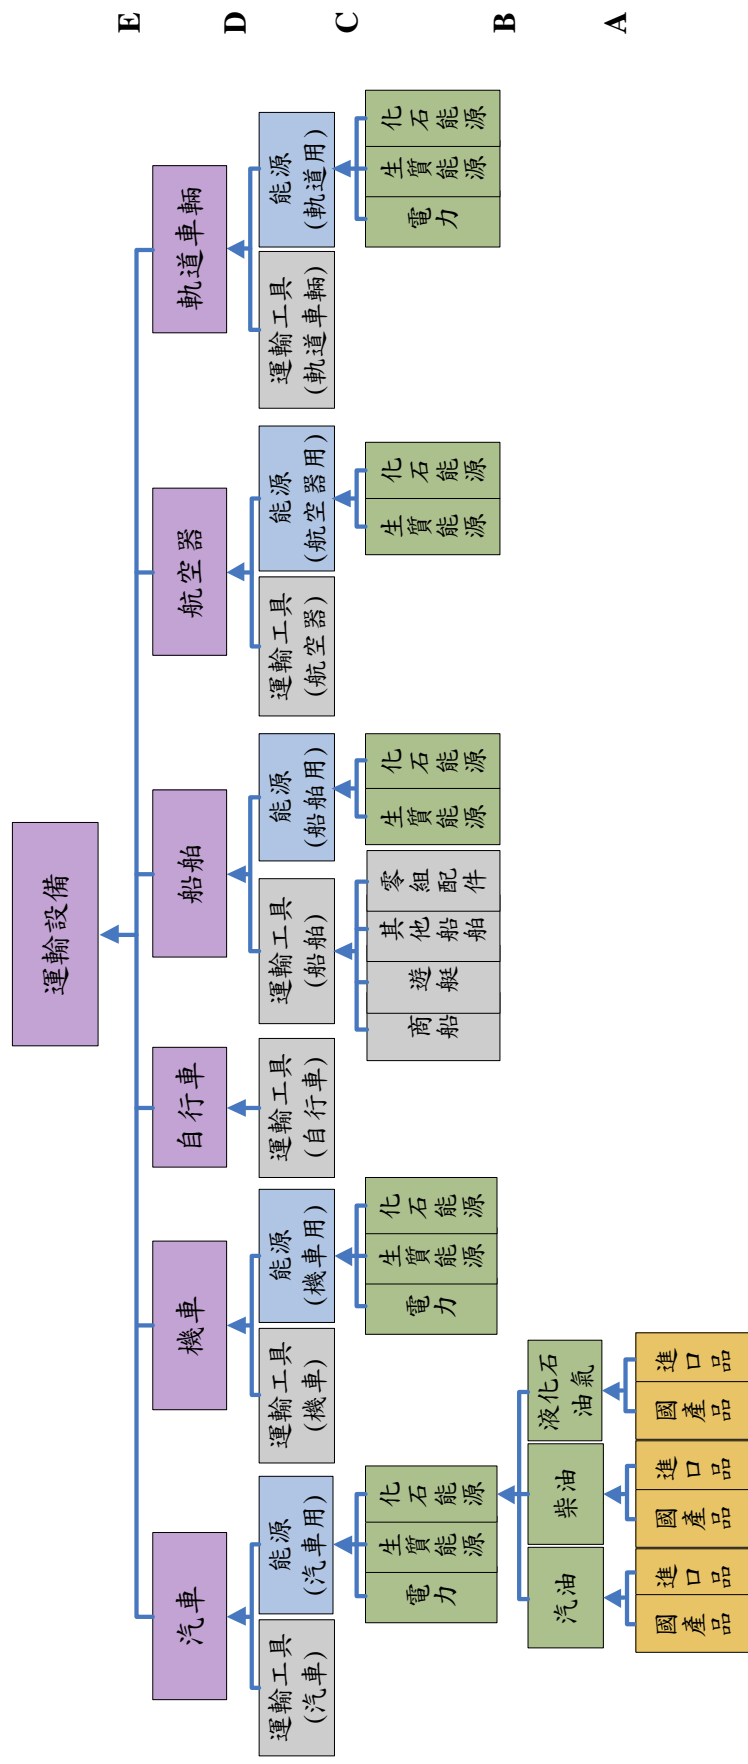 運輸設備
E
汽車
機車
自行車
船舶
航空器
軌道車輛
D
運輸工具
(汽車)
能源
(汽車用)
運輸工具
(機車)
能源
(機車用)
運輸工具
(自行車)
運輸工具
(船舶)
能源
(船舶用)
運輸工具
(航空器)
能源
(航空器用)
運輸工具
(軌道車輛)
能源
(軌道用)
C
電力
生質能源
化石能源
電力
生質能源
化石能源
商船
遊艇
其他船舶
零組配件
生質能源
化石能源
生質能源
化石能源
電力
生質能源
化石能源
B
汽油
柴油
液化石
油氣
A
國產品
進口品
國產品
進口品
國產品
進口品